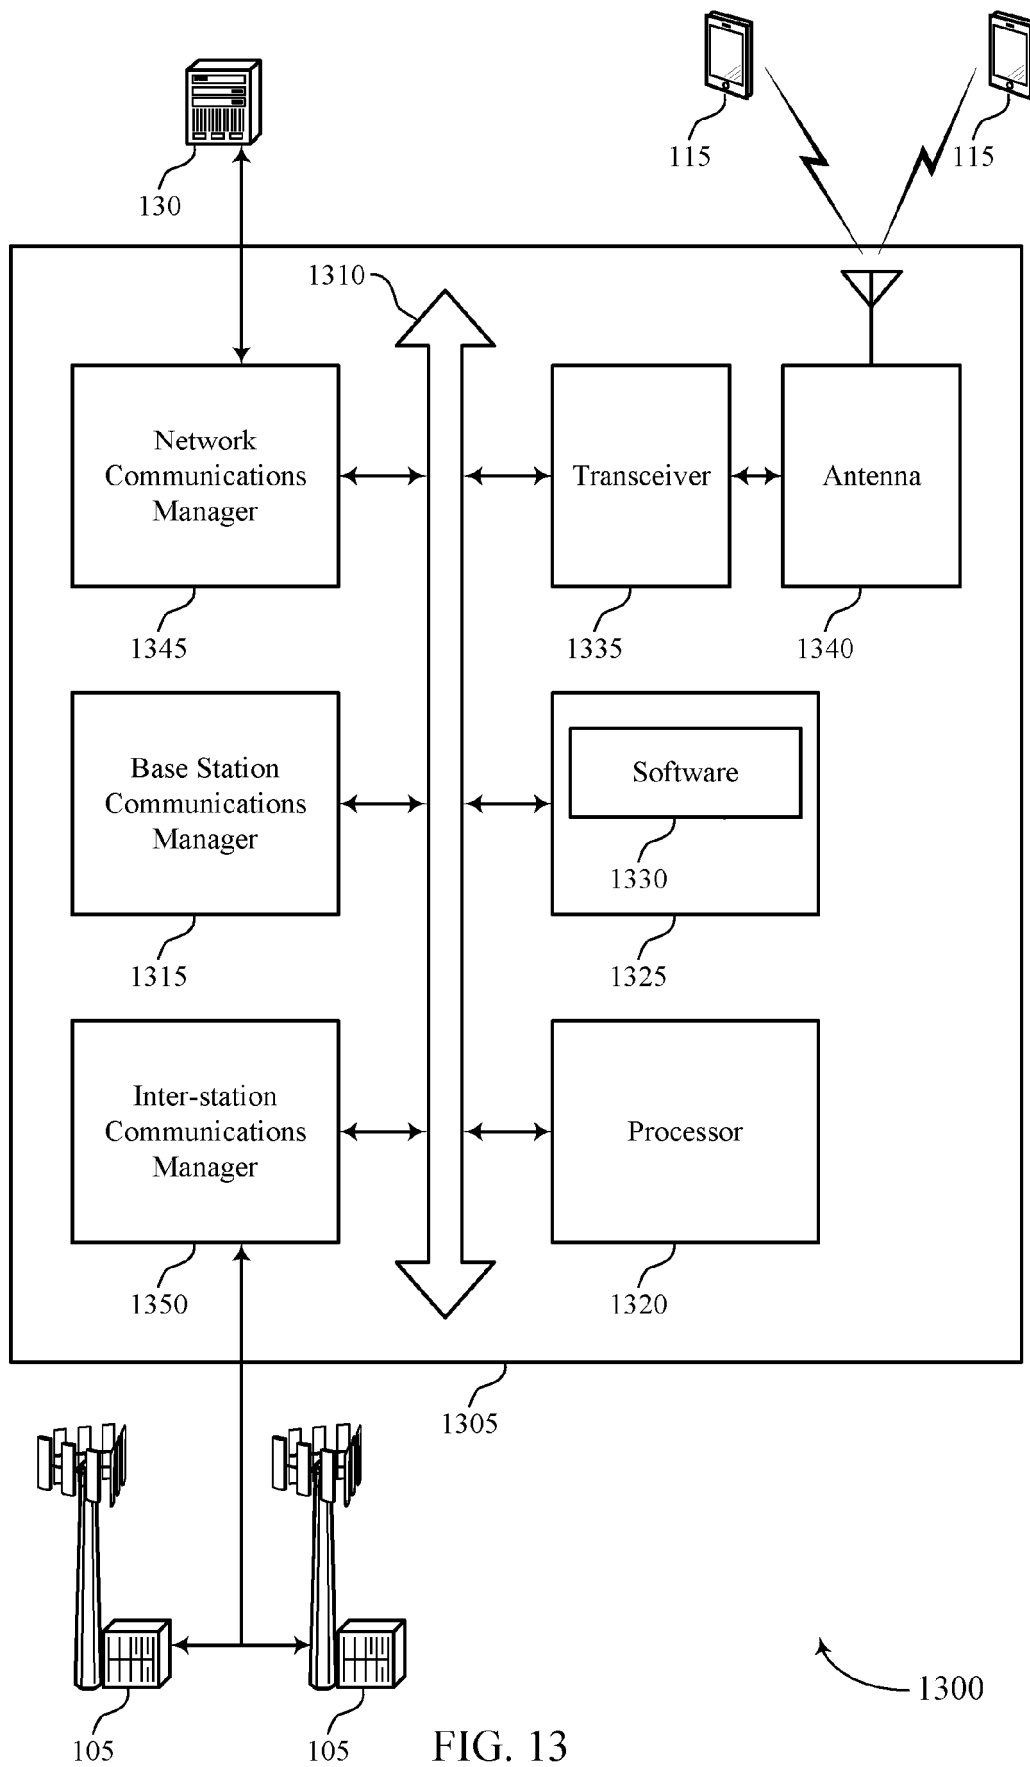 130
115
115
1310
Network
Communications
Manager
Transceiver
Antenna
1345
1335
1340
Base Station
Communications
Manager
Software
1330
1315
1325
Inter-station
Communications
Manager
Processor
1350
1320
1305
1300
105
105
FIG. 13